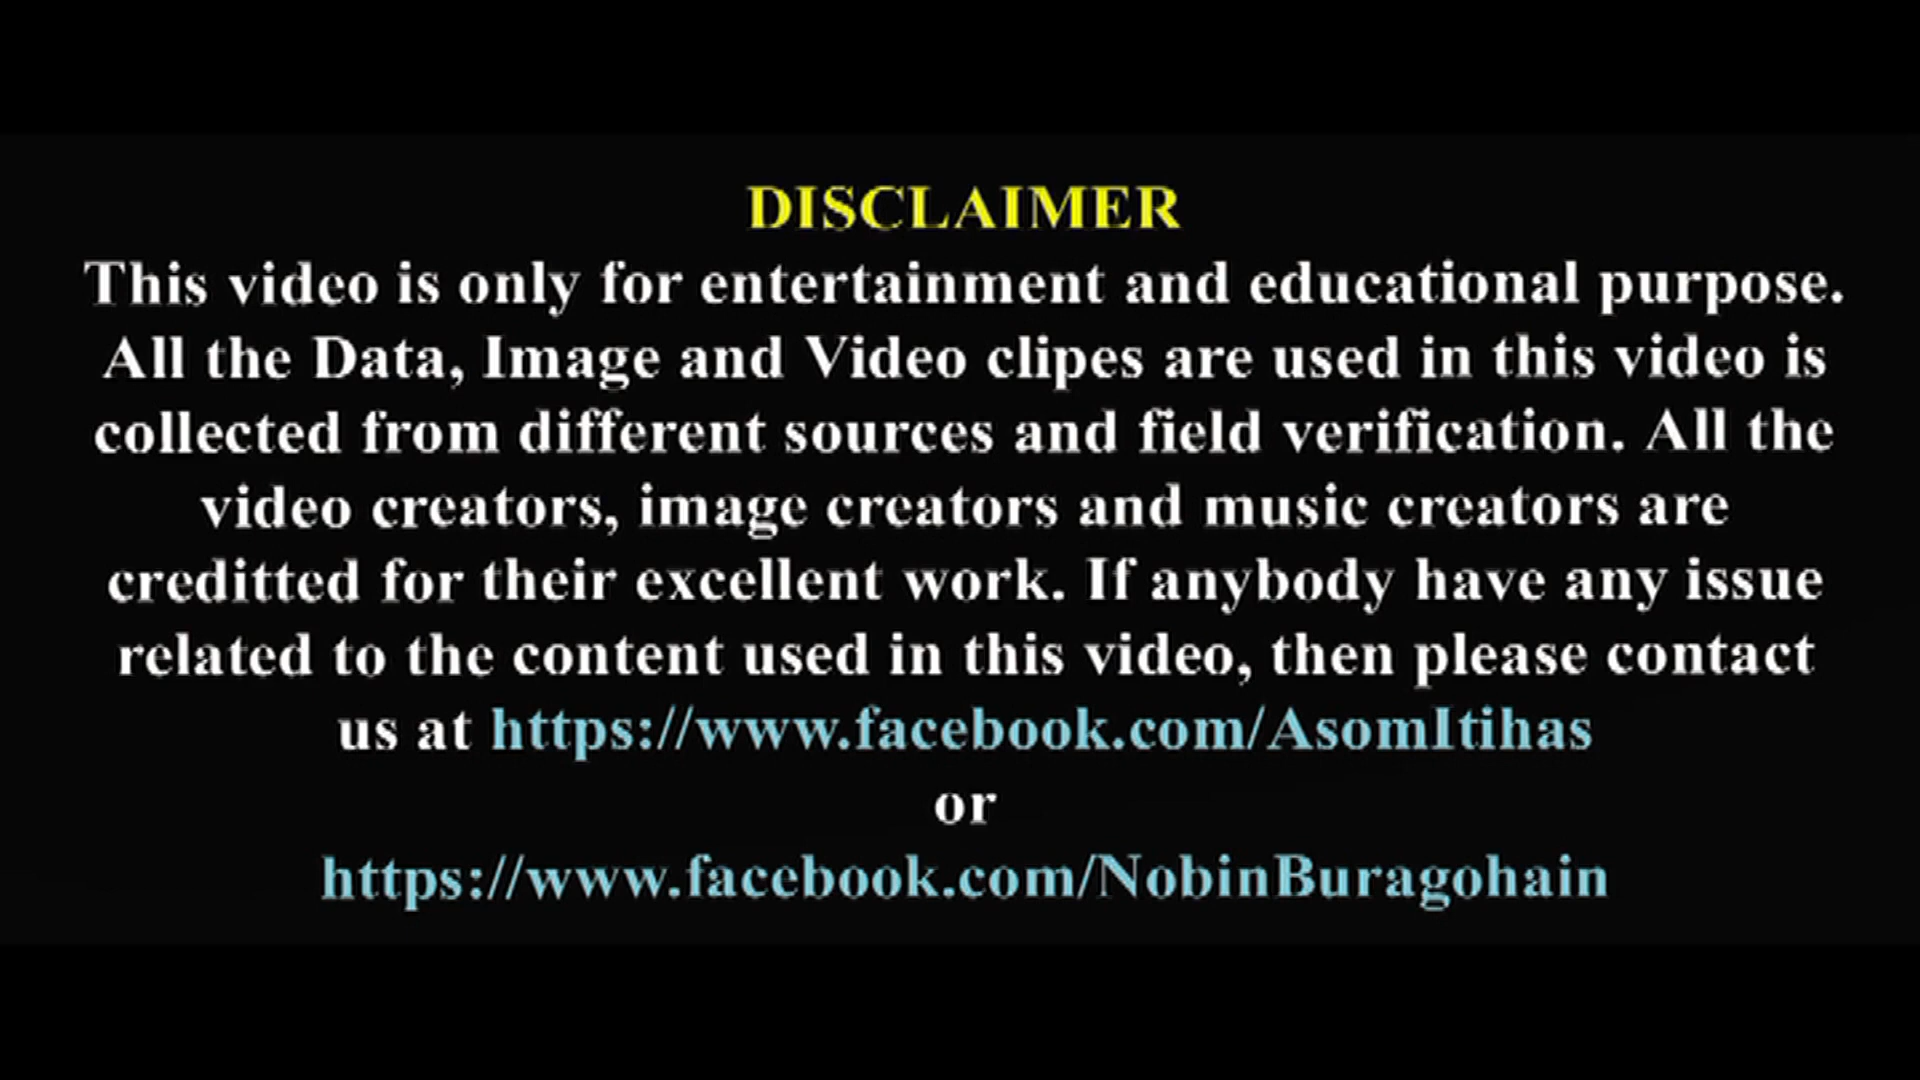 DISCLAIMER
This video is only for entertainment and educational purpose.
All the Data, Image and Video clipes are used in this video is
collected from different sources and field verification. All the
video creators, image creators and music creators are
creditted for their excellent work. If anybody have any issue
related to the content used in this video, then please contact
us at https://www.facebook.com/AsomItihas
or
https://www.facebook.com/NobinBuragohain